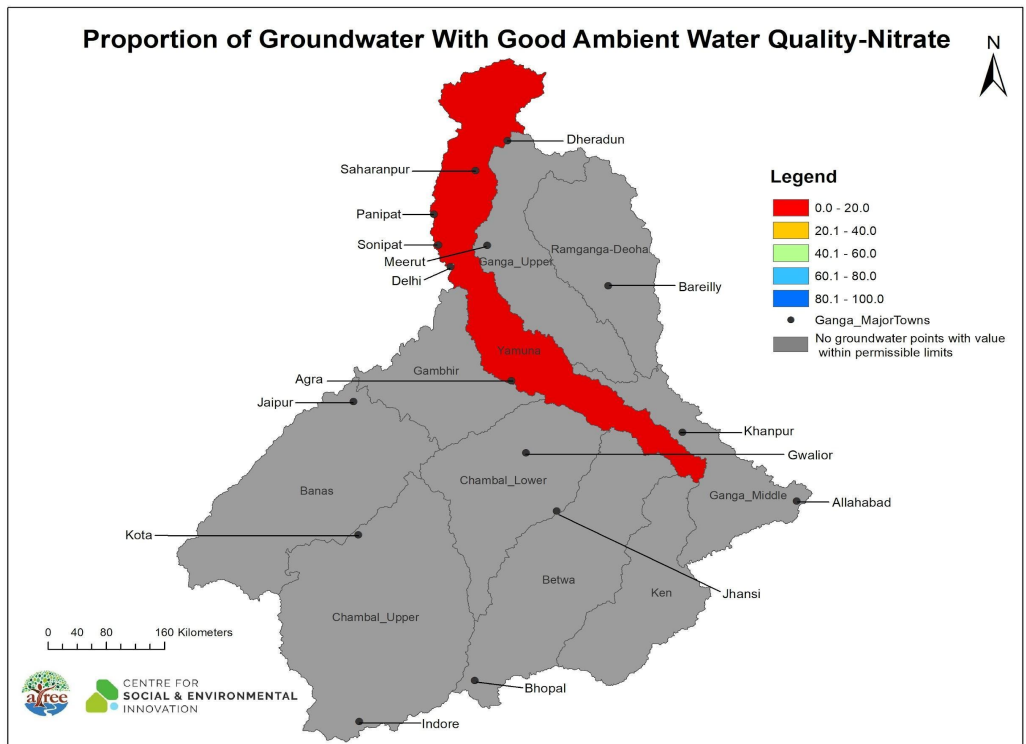 Proportion of Groundwater With Good Ambient Water Quality-Nitrate
N
Dheradun
Saharanpur
Panipat
Sonipat
Meerut
Delhi
Ganga_Upper
Ramganga-Deoha
Bareilly
Legend
0.0 - 20.0
20.1 - 40.0
40.1 - 60.0
60.1 - 80.0
80.1 - 100.0
Ganga_MajorTowns
No groundwater points with value
within permissible limits
Yamuna
Gambhir
Agra
Jaipur
Khanpur
Gwalior
Chambal_Lower
Banas
Ganga_Middle
Allahabad
Kota
Betwa
Ken
Jhansi
Chambal_Upper
0 40 80 160 Kilometers
Bhopal
Indore
atree
CENTRE FOR
SOCIAL & ENVIRONMENTAL
INNOVATION